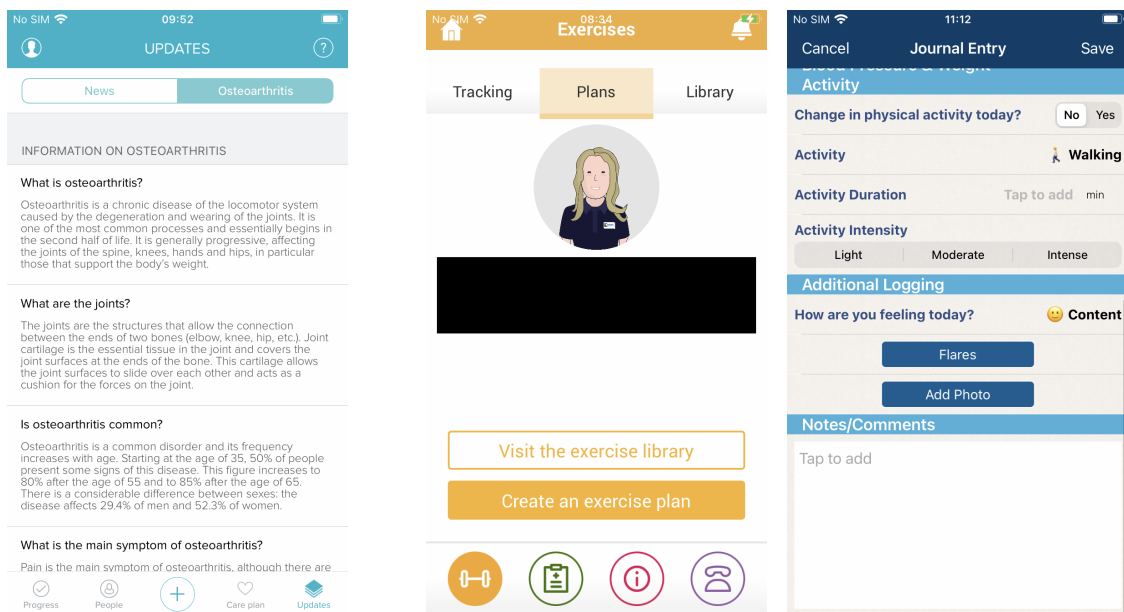 No SIM 09:52
UPDATES ?
News Osteoarthritis
INFORMATION ON OSTEOARTHRITIS
What is osteoarthritis?
Osteoarthritis is a chronic disease of the locomotor system
caused by the degeneration and wearing of the joints. It is
one of the most common processes and essentially begins in
the second half of life. It is generally progressive, affecting
the joints of the spine, knees, hands and hips, in particular
those that support the body's weight.
What are the joints?
The joints are the structures that allow the connection
between the ends of two bones (elbow, knee, hip, etc.). Joint
cartilage is the essential tissue in the joint and covers the
joint surfaces at the ends of the bone. This cartilage allows
the joint surfaces to slide over each other and acts as a
cushion for the forces on the joint.
Is osteoarthritis common?
Osteoarthritis is a common disorder and its frequency
increases with age. Starting at the age of 35, 50% of people
present some signs of this disease. This figure increases to
80% after the age of 55 and to 85% after the age of 65.
There is a considerable difference between sexes: the
disease affects 29.4% of men and 52.3% of women.
What is the main symptom of osteoarthritis?
Pain is the main symptom of osteoarthritis, although there are
Progress People Care plan Updates
No SIM 08:34
Exercises
Tracking Plans Library
Visit the exercise library
Create an exercise plan
No SIM 11:12
Cancel Journal Entry Save
Blood Pressure & Weight
Activity
Change in physical activity today? No Yes
Activity Walking
Activity Duration Tap to add min
Activity Intensity
Light Moderate Intense
Additional Logging
How are you feeling today? Content
Flares
Add Photo
Notes/Comments
Tap to add